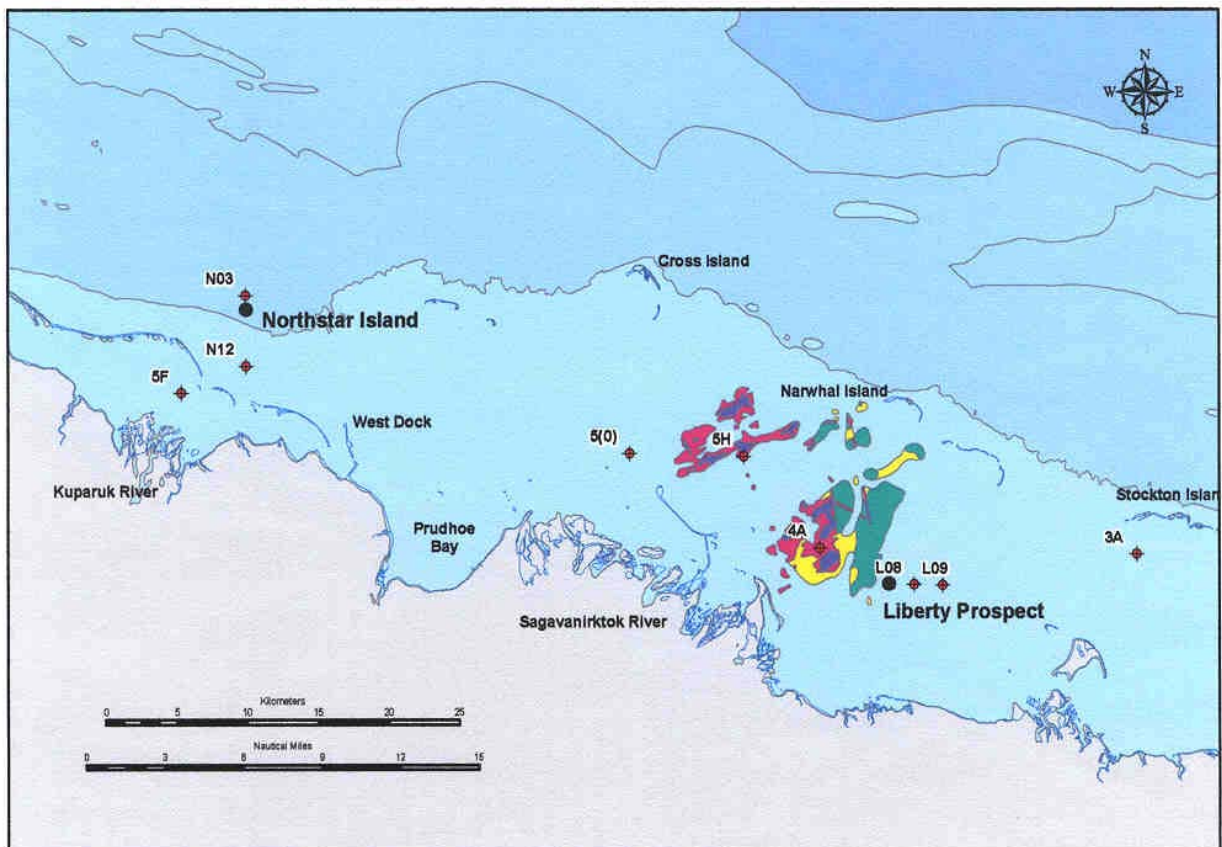 N
W E
S
Cross Island
N03
Northstar Island
N12
5F
Narwhal Island
West Dock
5(0)
5H
Kuparuk River
Stockton Islan
Prudhoe
Bay
4A
3A
L08 L09
Liberty Prospect
Sagavanirktok River
Kilometers
0 5 10 15 20 25
Nautical Miles
0 3 6 9 12 15